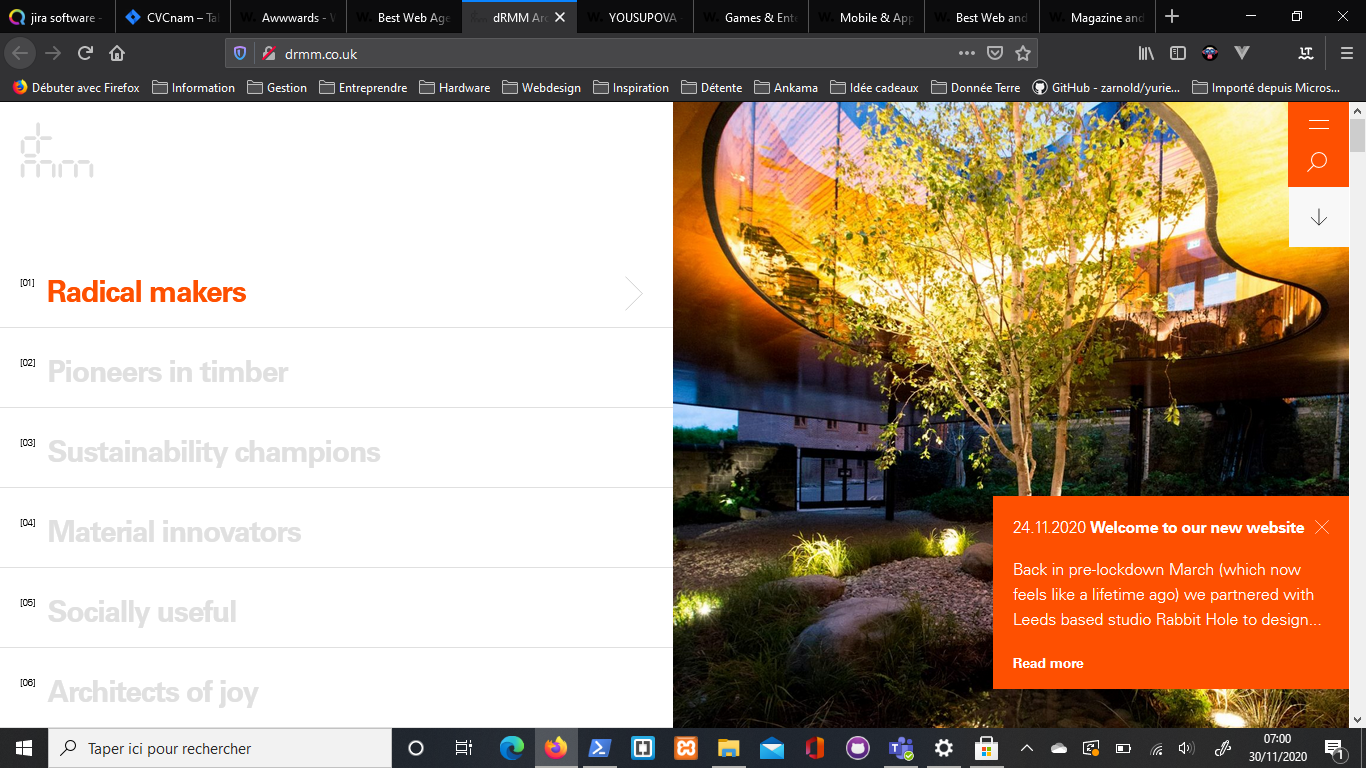 jira software -
CVCnam – Ta
Awwwards -
Best Web Age
dRMM Arc
YOUSUPOVA -
Games & Ente
Mobile & App
Best Web and
Magazine and
drmm.co.uk
Débuter avec Firefox
Information
Gestion
Entreprendre
Hardware
Webdesign
Inspiration
Détente
Ankama
Idée cadeaux
Donnée Terre
GitHub - zarnold/yurie...
Importé depuis Micros...
d
rmm
[01] Radical makers
[02] Pioneers in timber
[03] Sustainability champions
[04] Material innovators
[05] Socially useful
[06] Architects of joy
24.11.2020 Welcome to our new website
Back in pre-lockdown March (which now
feels like a lifetime ago) we partnered with
Leeds based studio Rabbit Hole to design...
Read more
Taper ici pour rechercher
07:00
30/11/2020
1